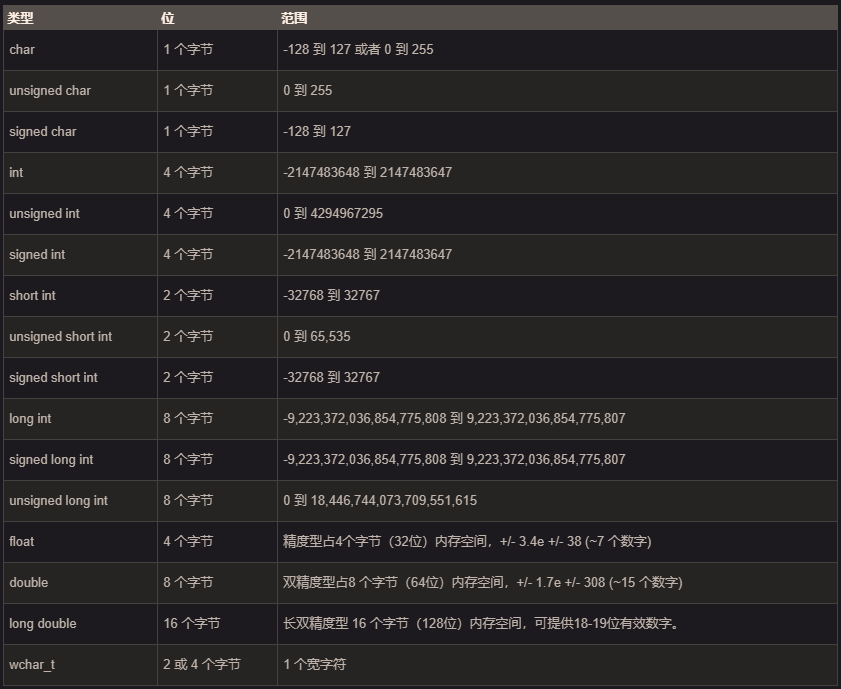 类型 位 范围
char 1 个字节 -128 到 127 或者 0 到 255
unsigned char 1 个字节 0 到 255
signed char 1 个字节 -128 到 127
int 4 个字节 -2147483648 到 2147483647
unsigned int 4 个字节 0 到 4294967295
signed int 4 个字节 -2147483648 到 2147483647
short int 2 个字节 -32768 到 32767
unsigned short int 2 个字节 0 到 65,535
signed short int 2 个字节 -32768 到 32767
long int 8 个字节 -9,223,372,036,854,775,808 到 9,223,372,036,854,775,807
signed long int 8 个字节 -9,223,372,036,854,775,808 到 9,223,372,036,854,775,807
unsigned long int 8 个字节 0 到 18,446,744,073,709,551,615
float 4 个字节 精度型占4个字节（32位）内存空间，+/- 3.4e +/- 38 (~7 个数字)
double 8 个字节 双精度型占8 个字节（64位）内存空间，+/- 1.7e +/- 308 (~15 个数字)
long double 16 个字节 长双精度型 16 个字节（128位）内存空间，可提供18-19位有效数字。
wchar_t 2 或 4 个字节 1 个宽字符